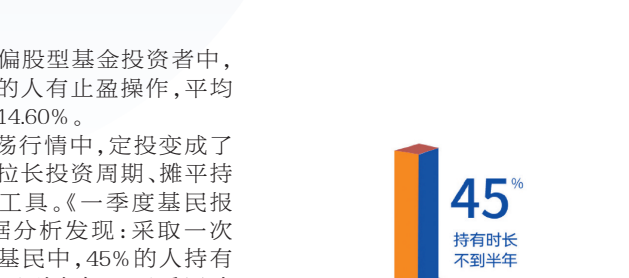 偏股型基金投资者中，
的人有止盈操作，平均
14.60%。
荡行情中，定投变成了
拉长投资周期、摊平持
工具。《一季度基民报
据分析发现：采取一次
基民中，45%的人持有
45%
持有时长
不到半年